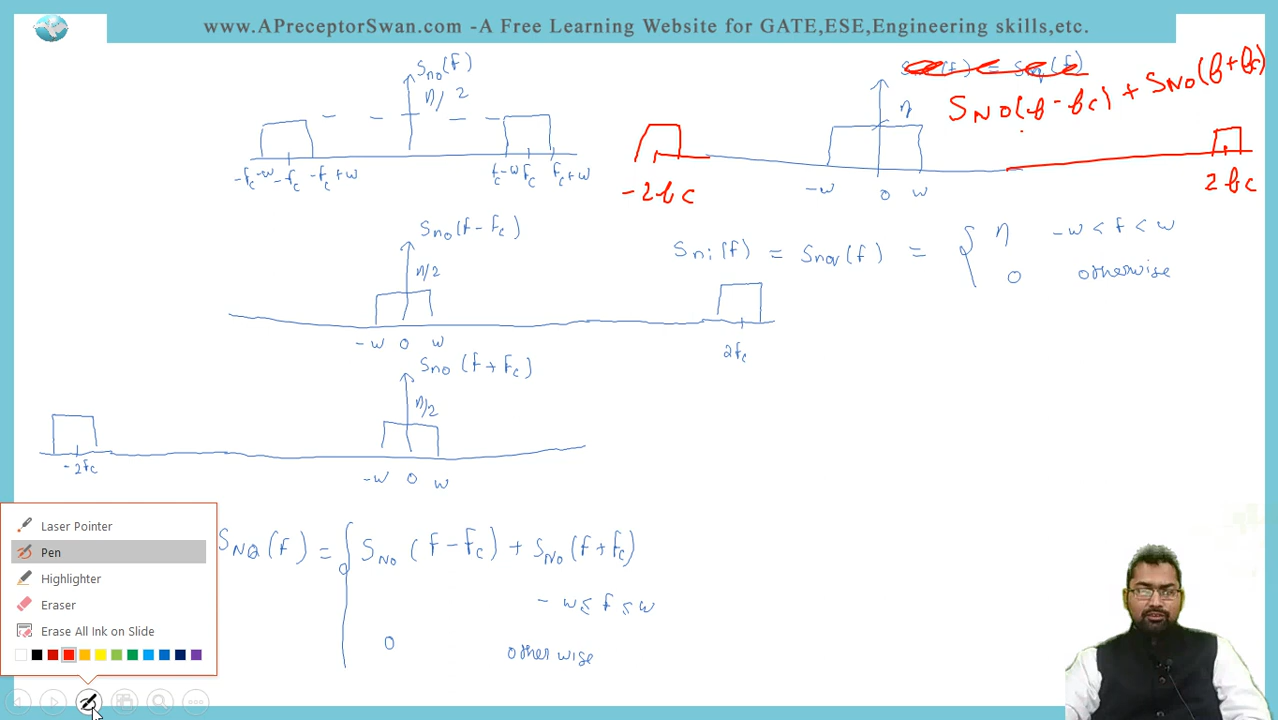 www.APreceptorSwan.com -A Free Learning Website for GATE,ESE,Engineering skills,etc.
Sno(f)
η/2
-fc-w -fc -fc+w
fc-w fc fc+w
η
-w 0 w
SNO(f-fc) + SNO(f+fc)
-2fc
2fc
Sno(f-fc)
η/2
-w 0 w
2fc
Sni(f) = Snq(f) = { η -w < f < w
0 otherwise
Sno(f+fc)
η/2
-w 0 w
-2fc
SNQ(f) = { SNO(f-fc) + SNO(f+fc)
-w ≤ f ≤ w
0 otherwise
Laser Pointer
Pen
Highlighter
Eraser
Erase All Ink on Slide